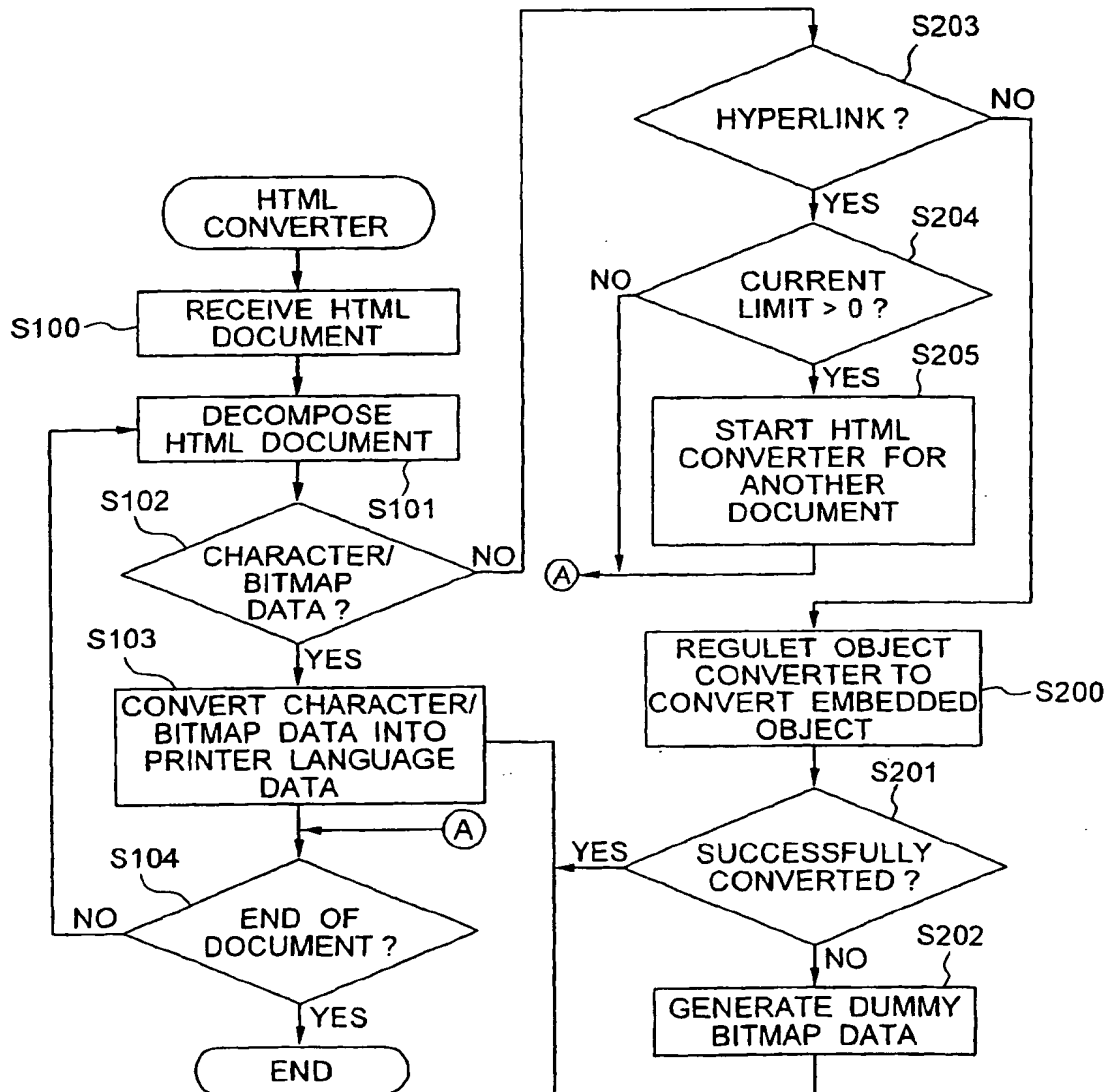 HTML
CONVERTER
S100
RECEIVE HTML
DOCUMENT
DECOMPOSE
HTML DOCUMENT
S101
S102
CHARACTER/
BITMAP
DATA ?
NO
YES
S103
CONVERT CHARACTER/
BITMAP DATA INTO
PRINTER LANGUAGE
DATA
A
S104
END OF
DOCUMENT ?
NO
YES
END
S203
HYPERLINK ?
NO
YES
S204
CURRENT
LIMIT > 0 ?
NO
YES
S205
START HTML
CONVERTER FOR
ANOTHER
DOCUMENT
A
REGULET OBJECT
CONVERTER TO
CONVERT EMBEDDED
OBJECT
S200
S201
SUCCESSFULLY
CONVERTED ?
YES
NO
S202
GENERATE DUMMY
BITMAP DATA